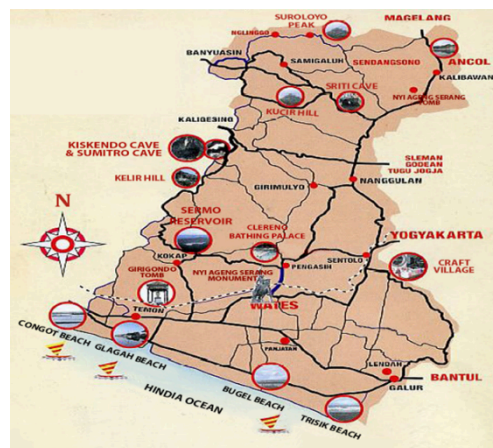 SUROLOYO
PEAK
MAGELANG
NGLINGGO
BANYUASIN
SAMIGALUH
SENDANGSONO
ANCOL
KALIBAWAN
SRITI CAVE
NYI AGENG SERANG
TOMB
KUCIR HILL
KALIGESING
KISKENDO CAVE
& SUMITRO CAVE
SLEMAN
GODEAN
TUGU JOGJA
KELIR HILL
GIRIMULYO
NANGGULAN
N
SERMO
RESERVOIR
CLERENO
BATHING PALACE
YOGYAKARTA
KOKAP
SENTOLO
PENGASIH
CRAFT
VILLAGE
GIRIGONDO
TOMB
NYI AGENG SERANG
MONUMENT
WATES
TEMON
CONGOT BEACH
GLAGAH BEACH
PANJATAN
LENDAH
BUGEL BEACH
GALUR
BANTUL
HINDIA OCEAN
TRISIK BEACH